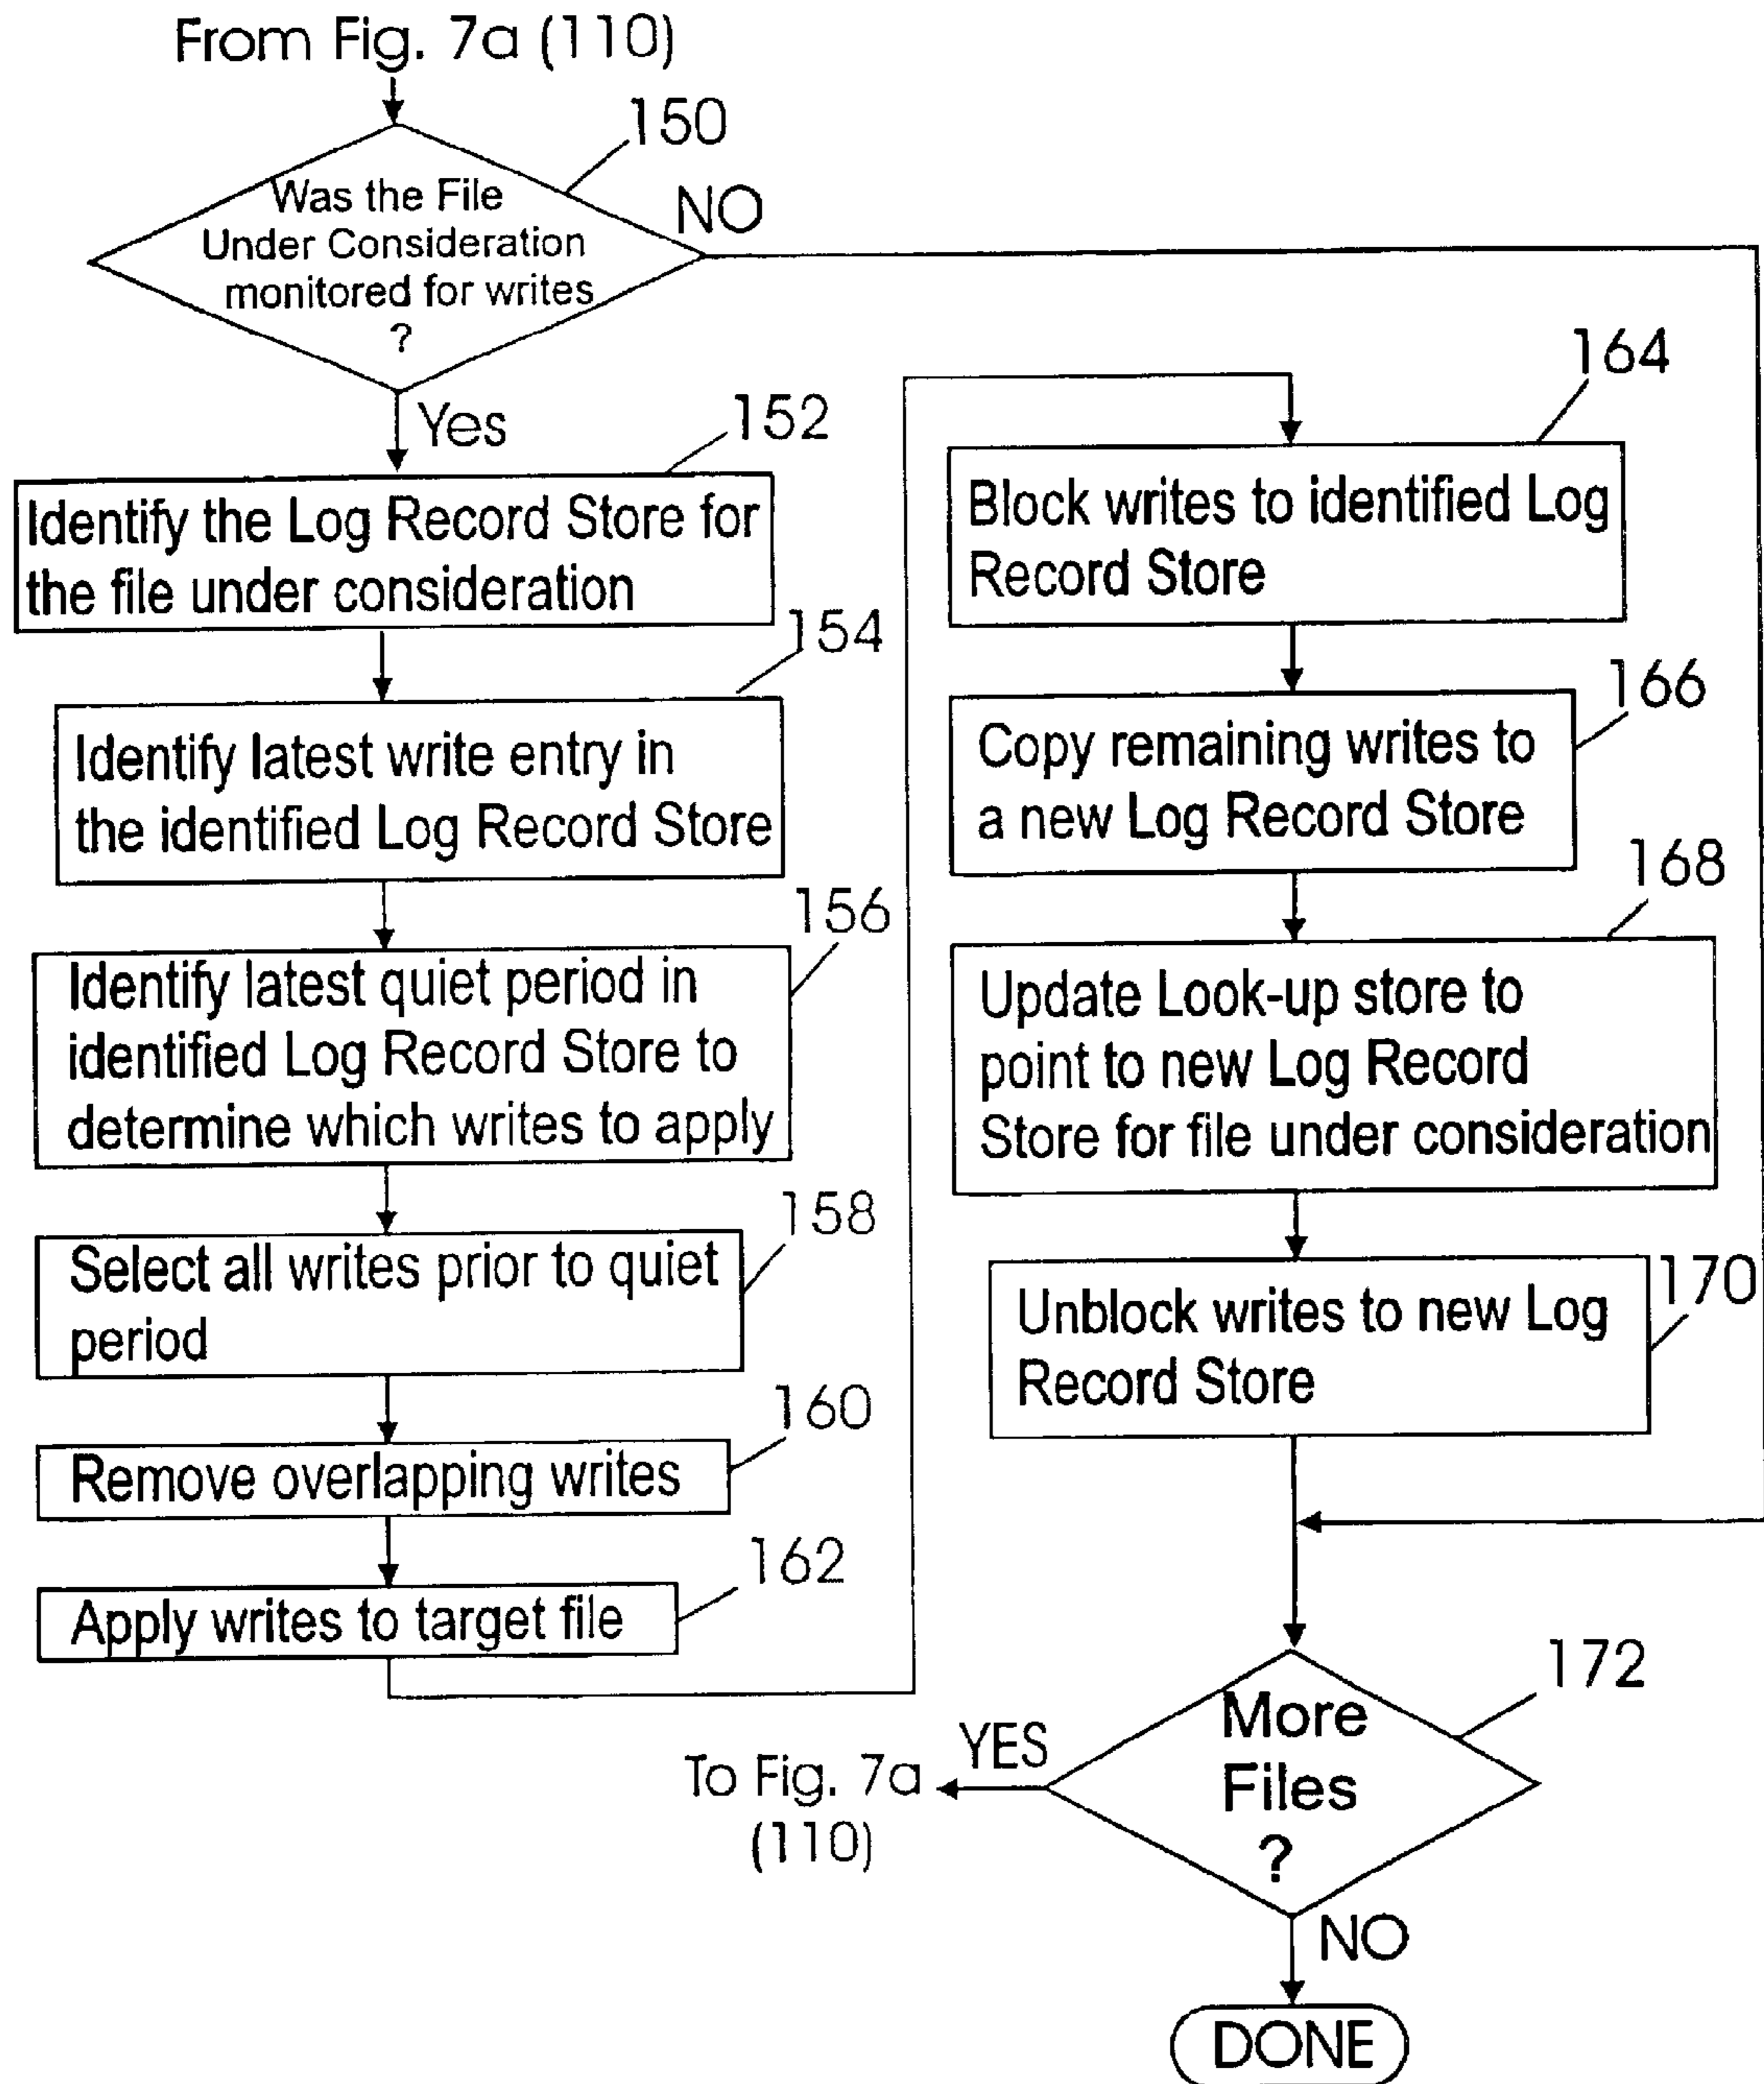 From Fig. 7a (110)
150
Was the File
Under Consideration
monitored for writes
?
NO
Yes
152
Identify the Log Record Store for
the file under consideration
154
Identify latest write entry in
the identified Log Record Store
156
Identify latest quiet period in
identified Log Record Store to
determine which writes to apply
158
Select all writes prior to quiet
period
160
Remove overlapping writes
162
Apply writes to target file
164
Block writes to identified Log
Record Store
166
Copy remaining writes to
a new Log Record Store
168
Update Look-up store to
point to new Log Record
Store for file under consideration
170
Unblock writes to new Log
Record Store
172
More
Files
?
YES
To Fig. 7a
(110)
NO
DONE